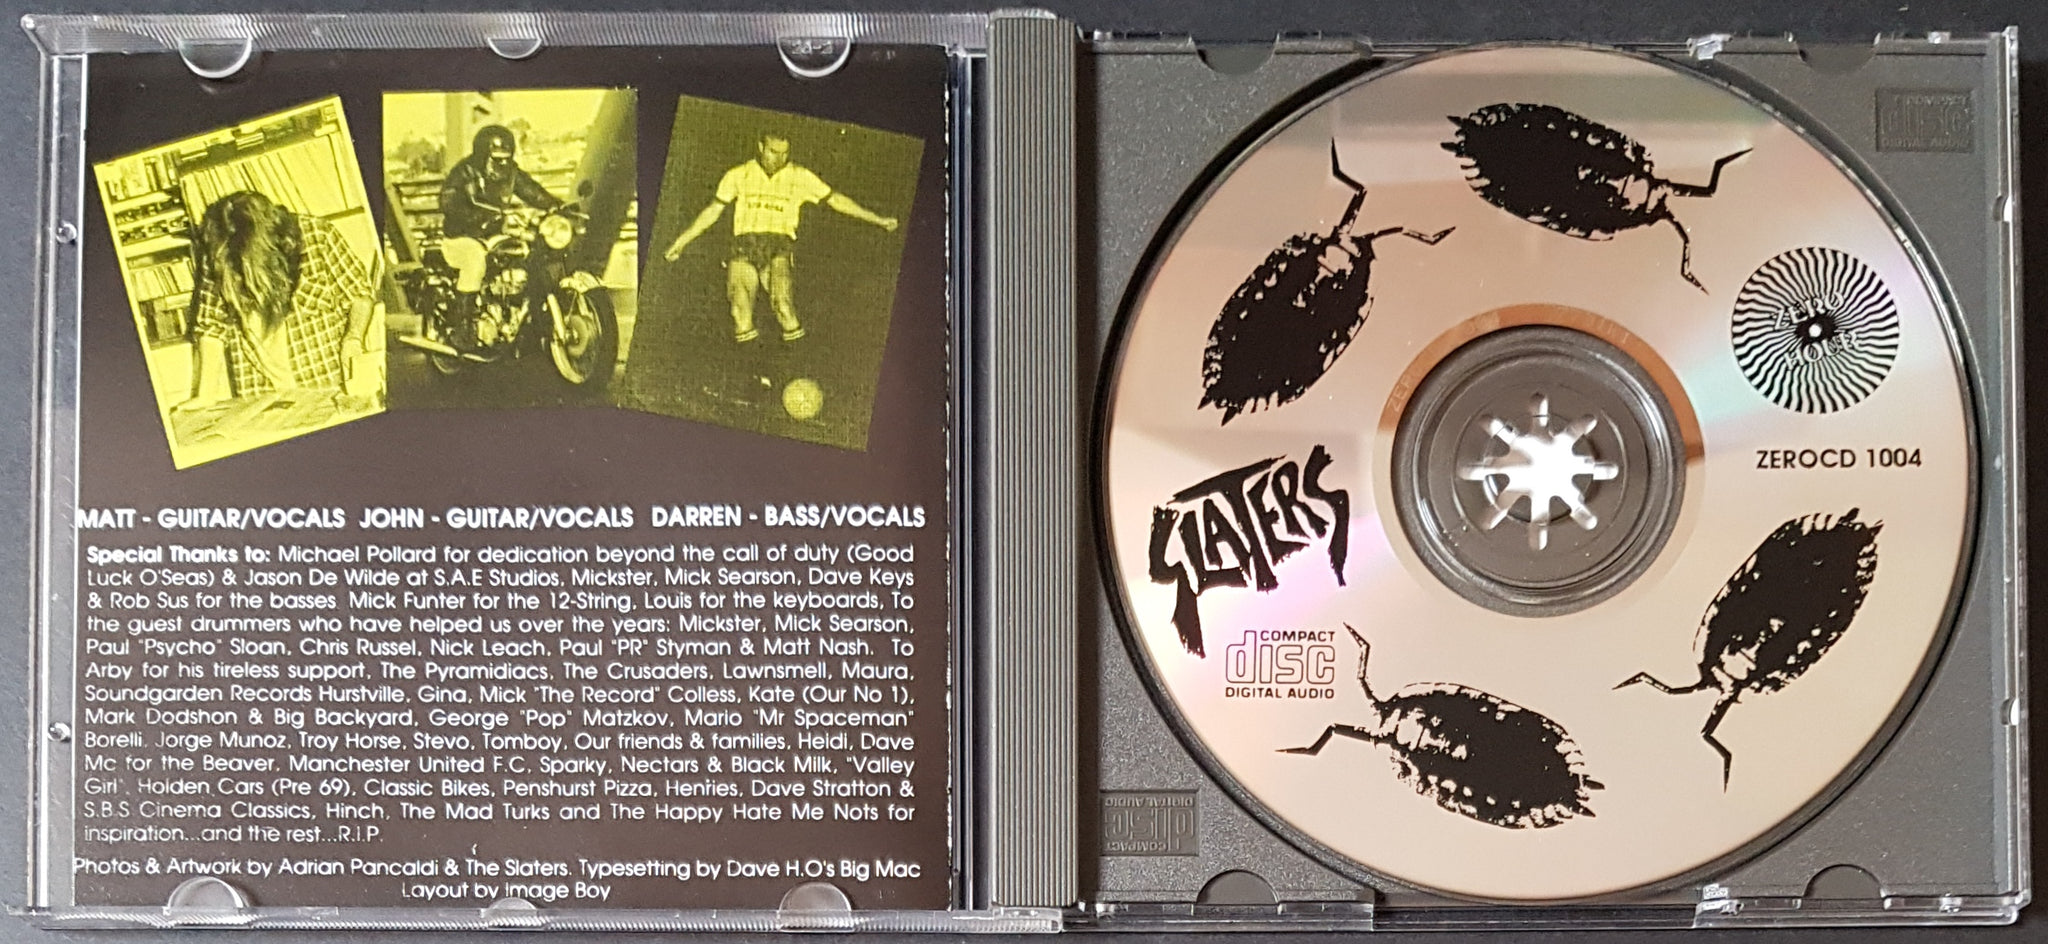 MATT - GUITAR/VOCALS JOHN - GUITAR/VOCALS DARREN - BASS/VOCALS
Special Thanks to: Michael Pollard for dedication beyond the call of duty (Good
Luck O'Seas) & Jason De Wilde at S.A.E Studios, Mickster, Mick Searson, Dave Keys
& Rob Sus for the basses. Mick Funter for the 12-String, Louis for the keyboards, To
the guest drummers who have helped us over the years: Mickster, Mick Searson,
Paul "Psycho" Sloan, Chris Russel, Nick Leach, Paul "PR" Styman & Matt Nash. To
Arby for his tireless support, The Pyramidiacs, The Crusaders, Lawnsmell, Maura,
Soundgarden Records Hurstville, Gina, Mick "The Record" Colless, Kate (Our No 1),
Mark Dodshon & Big Backyard, George "Pop" Matzkov, Mario "Mr Spaceman"
Borelli, Jorge Munoz, Troy Horse, Stevo, Tomboy, Our friends & families, Heidi, Dave
Mc for the Beaver, Manchester United F.C, Sparky, Nectars & Black Milk, "Valley
Girl", Holden Cars (Pre 69), Classic Bikes, Penshurst Pizza, Henries, Dave Stratton &
S.B.S Cinema Classics, Hinch, The Mad Turks and The Happy Hate Me Nots for
inspiration...and the rest...R.I.P.
Photos & Artwork by Adrian Pancaldi & The Slaters. Typesetting by Dave H.O's Big Mac
Layout by Image Boy
ZERO
HOUR
ZEROCD 1004
SLATERS
COMPACT
disc
DIGITAL AUDIO
COMPACT
disc
DIGITAL AUDIO
COMPACT
disc
DIGITAL AUDIO